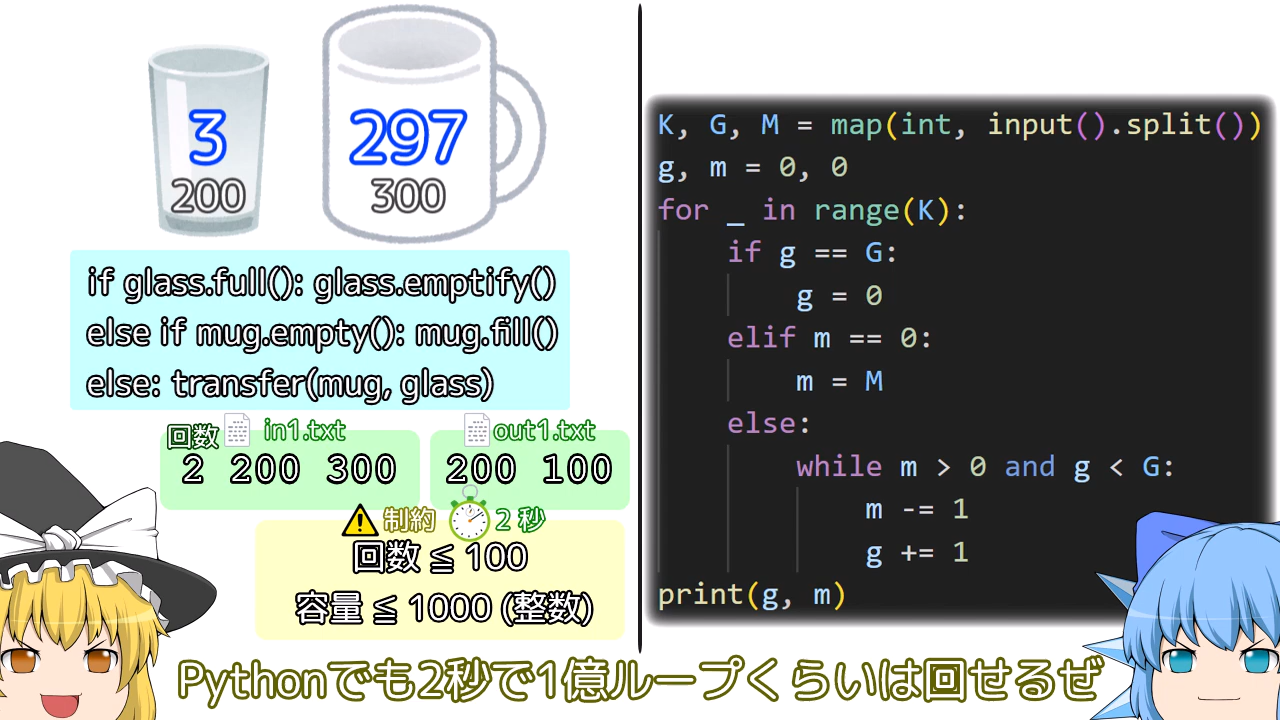 3
200
297
300
if glass.full(): glass.emptify()
else if mug.empty(): mug.fill()
else: transfer(mug, glass)
回数 in1.txt
2 200 300
out1.txt
200 100
制約 2秒
回数 ≦ 100
容量 ≦ 1000 (整数)
K, G, M = map(int, input().split())
g, m = 0, 0
for _ in range(K):
    if g == G:
        g = 0
    elif m == 0:
        m = M
    else:
        while m > 0 and g < G:
            m -= 1
            g += 1
print(g, m)
Pythonでも2秒で1億ループくらいは回せるぜ